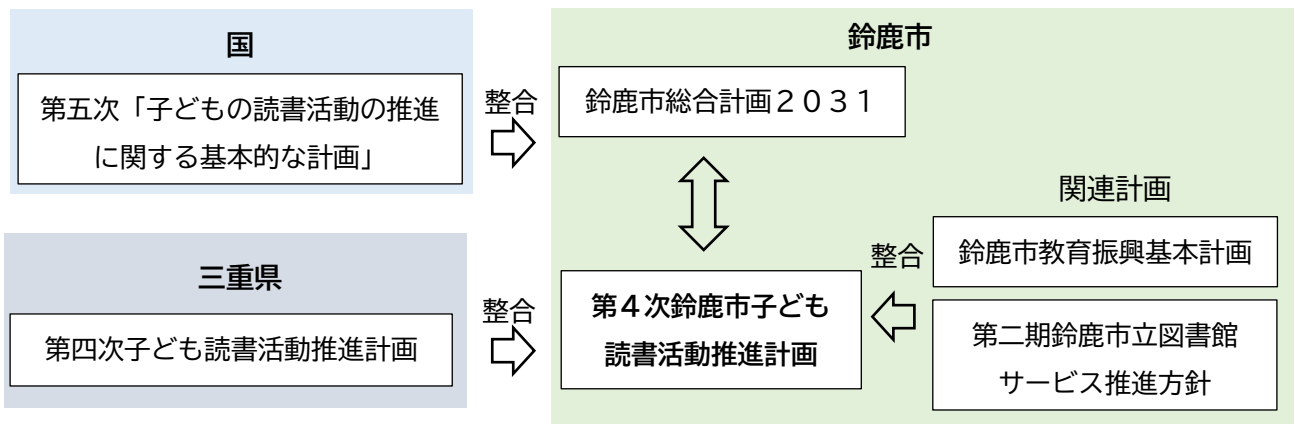 国
第五次「子どもの読書活動の推進
に関する基本的な計画」
整合
三重県
第四次子ども読書活動推進計画
整合
鈴鹿市
鈴鹿市総合計画２０３１
第４次鈴鹿市子ども
読書活動推進計画
整合
関連計画
鈴鹿市教育振興基本計画
第二期鈴鹿市立図書館
サービス推進方針